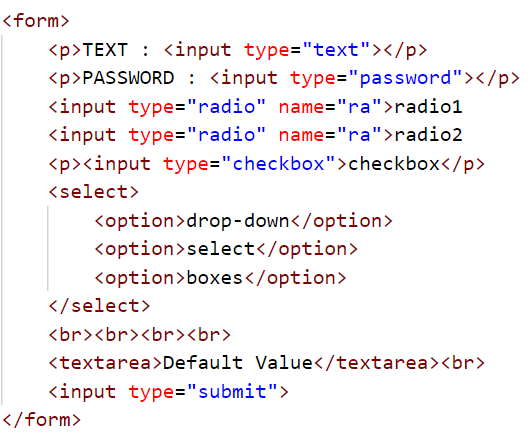 <form>
<p>TEXT : <input type="text"></p>
<p>PASSWORD : <input type="password"></p>
<input type="radio" name="ra">radio1
<input type="radio" name="ra">radio2
<p><input type="checkbox">checkbox</p>
<select>
<option>drop-down</option>
<option>select</option>
<option>boxes</option>
</select>
<br><br><br><br>
<textarea>Default Value</textarea><br>
<input type="submit">
</form>